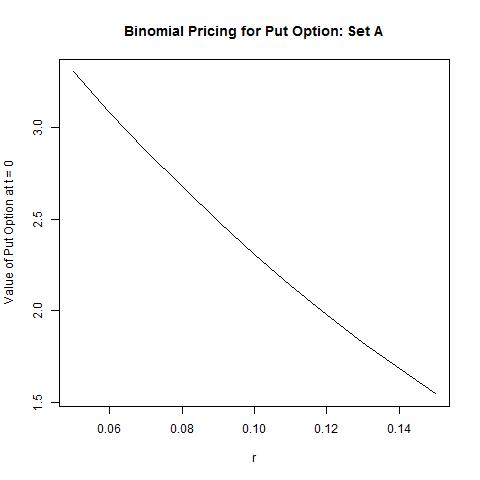 Binomial Pricing for Put Option: Set A
Value of Put Option at t = 0
3.0
2.5
2.0
1.5
0.06 0.08 0.10 0.12 0.14
r